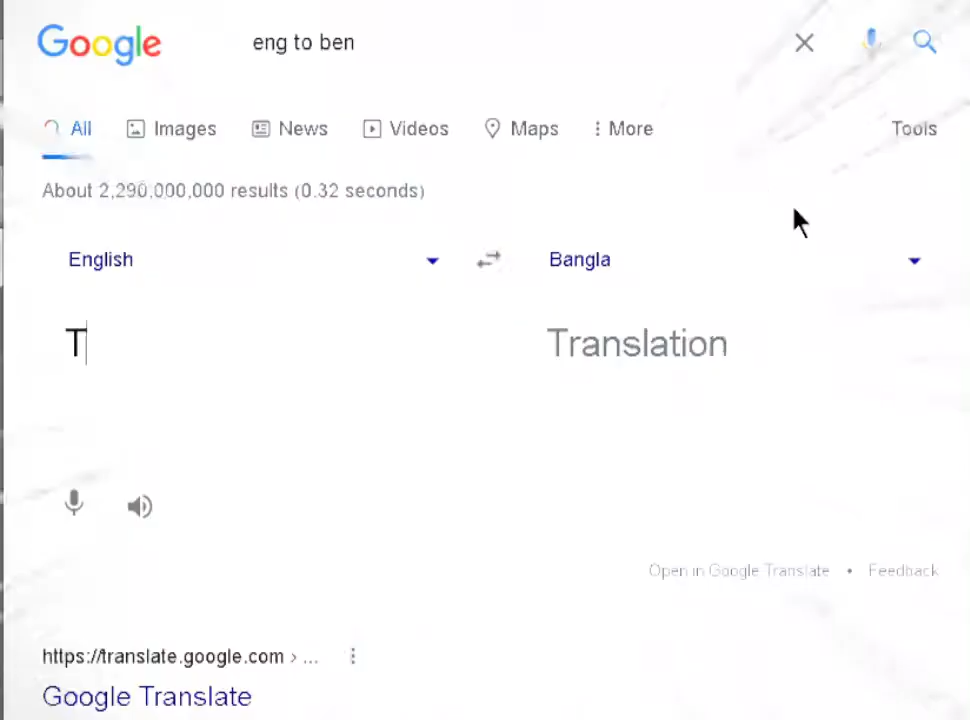 Google eng to ben
All Images News Videos Maps More Tools
About 2,290,000,000 results (0.32 seconds)
English Bangla
T Translation
Open in Google Translate • Feedback
https://translate.google.com › ...
Google Translate